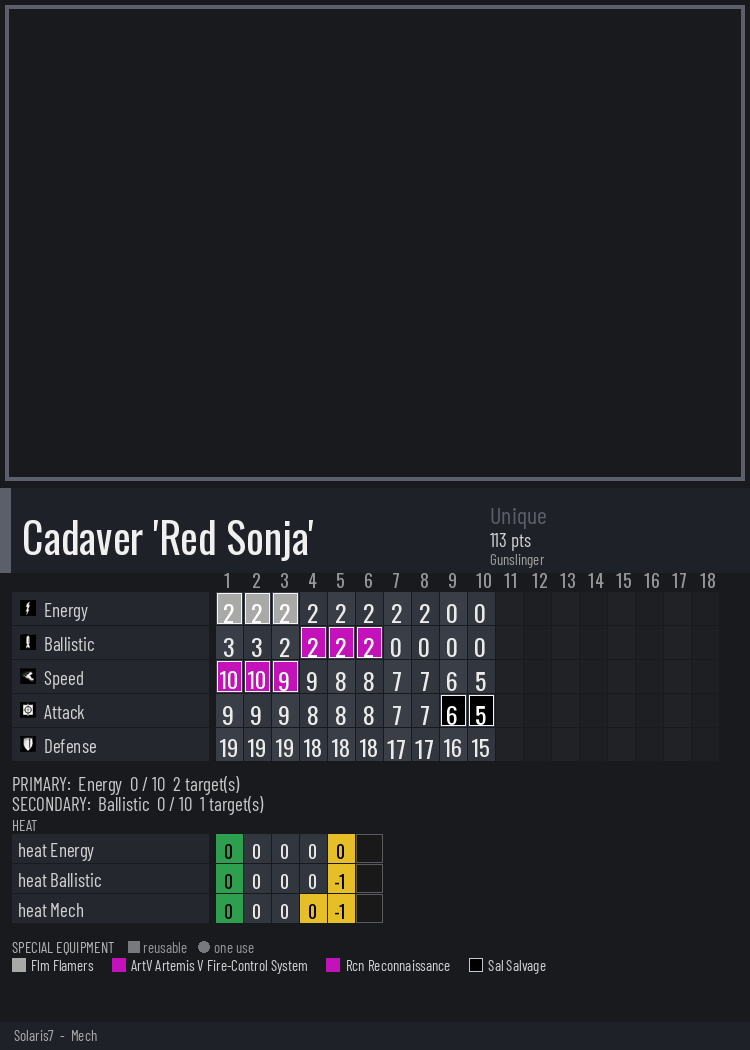 Cadaver 'Red Sonja'
Unique
113 pts
Gunslinger
1 2 3 4 5 6 7 8 9 10 11 12 13 14 15 16 17 18
Energy 2 2 2 2 2 2 2 2 0 0
Ballistic 3 3 2 2 2 2 0 0 0 0
Speed 10 10 9 9 8 8 7 7 6 5
Attack 9 9 9 8 8 8 7 7 6 5
Defense 19 19 19 18 18 18 17 17 16 15
PRIMARY: Energy 0 / 10 2 target(s)
SECONDARY: Ballistic 0 / 10 1 target(s)
HEAT
heat Energy 0 0 0 0 0
heat Ballistic 0 0 0 0 -1
heat Mech 0 0 0 0 -1
SPECIAL EQUIPMENT reusable one use
Flm Flamers ArtV Artemis V Fire-Control System Rcn Reconnaissance Sal Salvage
Solaris7 - Mech